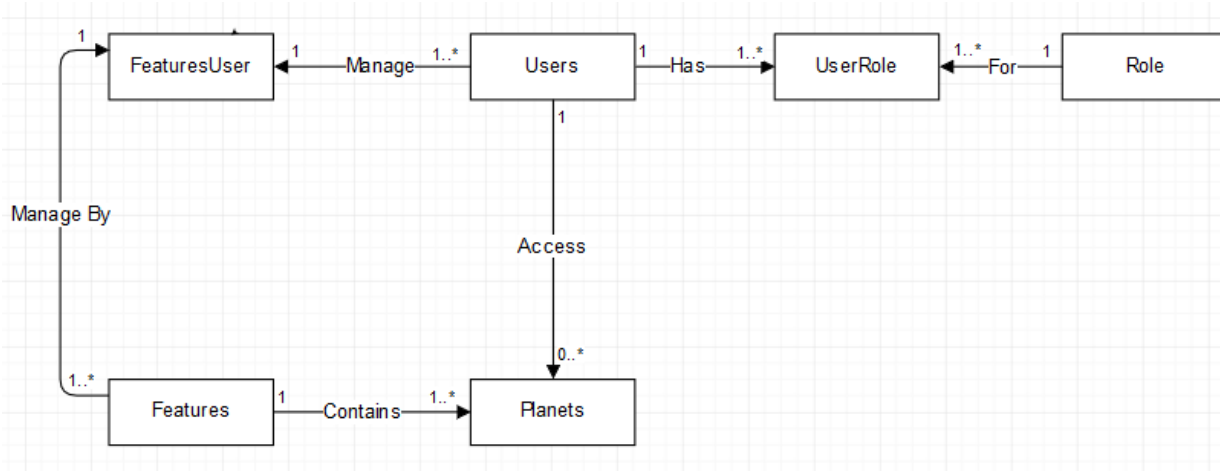 1
FeaturesUser
1
Manage
1..*
Users
1
Has
1..*
UserRole
1..*
For
1
Role
1
Manage By
Access
0..*
1..*
Features
1
Contains
1..*
Planets